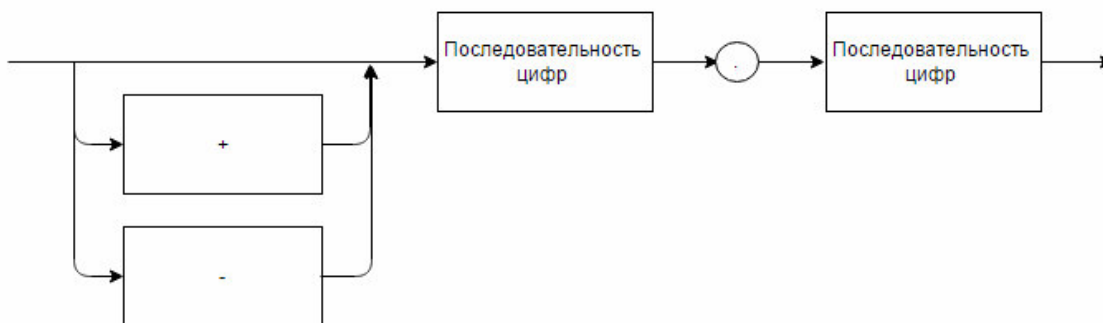 Последовательность
цифр
.
Последовательность
цифр
+
-